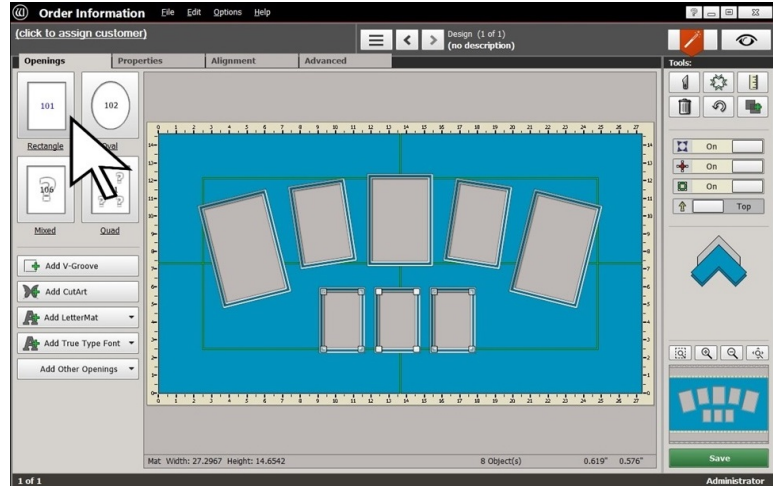 Order Information File Edit Options Help
(click to assign customer)
Design (1 of 1)
(no description)
Openings Properties Alignment Advanced
Tools:
101
102
Rectangle
Oval
106
Mixed
Quad
Add V-Groove
Add CutArt
Add LetterMat
Add True Type Font
Add Other Openings
On
On
On
Top
Mat Width: 27.2967 Height: 14.6542 8 Object(s) 0.619" 0.576"
Save
1 of 1 Administrator